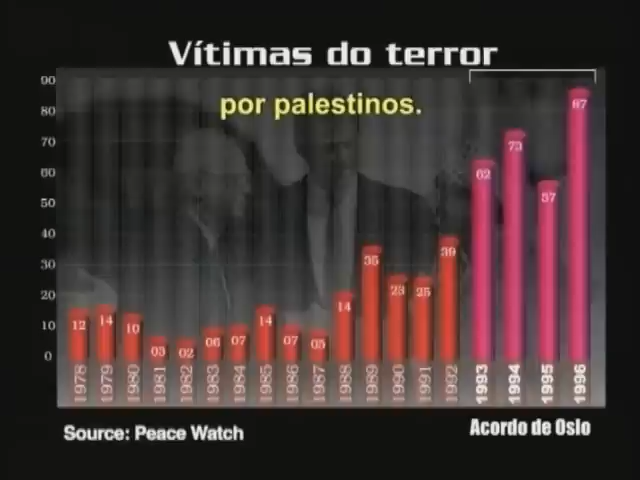 Vítimas do terror
por palestinos.
90
80
70
60
50
40
30
20
10
0
12 14 10 03 02 06 07 14 07 05 14 35 23 25 39 62 73 57 87
1978 1979 1980 1981 1982 1983 1984 1985 1986 1987 1988 1989 1990 1991 1992 1993 1994 1995 1996
Source: Peace Watch
Acordo de Oslo